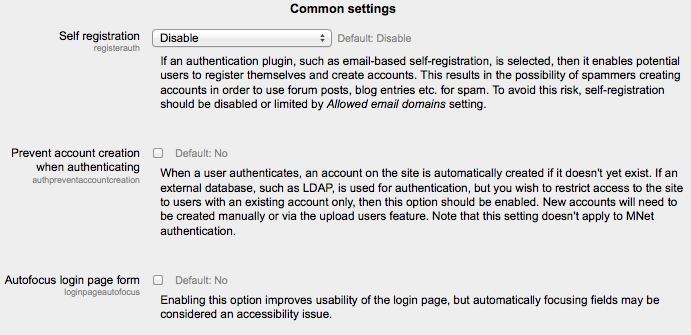 Common settings
Self registration
registerauth
Disable
Default: Disable
If an authentication plugin, such as email-based self-registration, is selected, then it enables potential
users to register themselves and create accounts. This results in the possibility of spammers creating
accounts in order to use forum posts, blog entries etc. for spam. To avoid this risk, self-registration
should be disabled or limited by Allowed email domains setting.
Prevent account creation
when authenticating
authpreventaccountcreation
Default: No
When a user authenticates, an account on the site is automatically created if it doesn't yet exist. If an
external database, such as LDAP, is used for authentication, but you wish to restrict access to the site
to users with an existing account only, then this option should be enabled. New accounts will need to
be created manually or via the upload users feature. Note that this setting doesn't apply to MNet
authentication.
Autofocus login page form
loginpageautofocus
Default: No
Enabling this option improves usability of the login page, but automatically focusing fields may be
considered an accessibility issue.